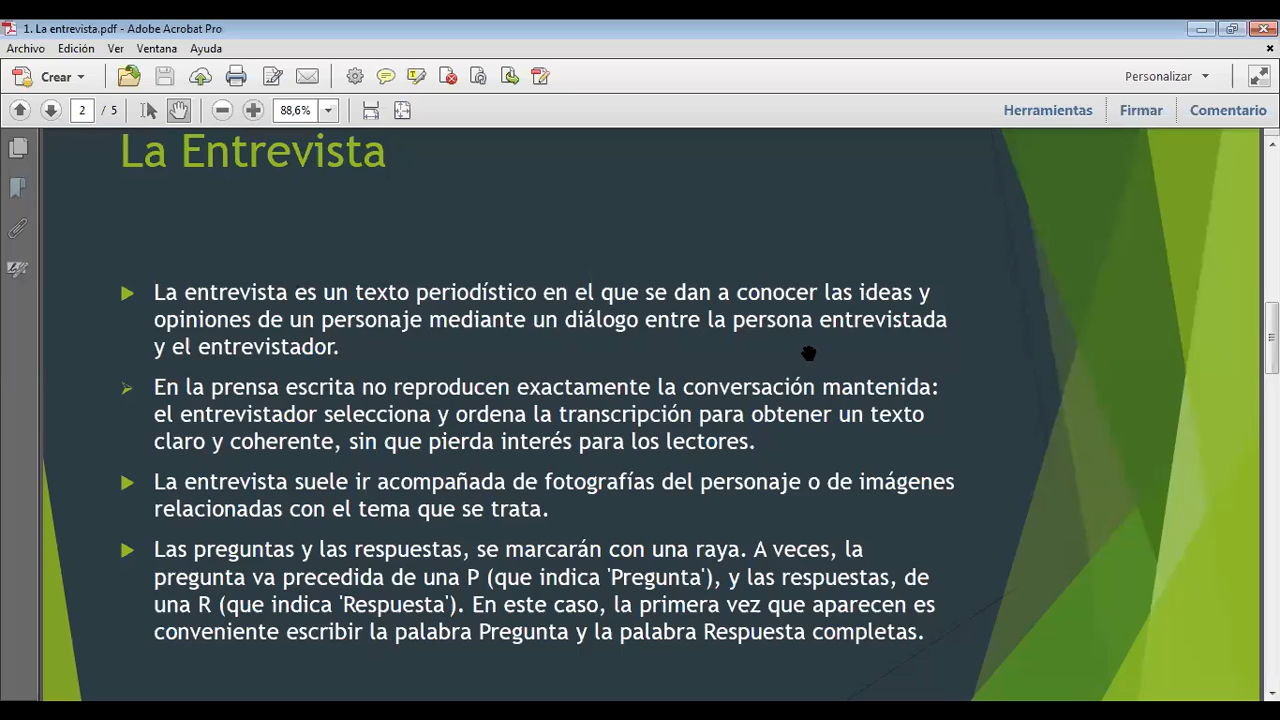 1. La entrevista.pdf - Adobe Acrobat Pro
Archivo Edición Ver Ventana Ayuda
Crear Personalizar
2 / 5 88,6% Herramientas Firmar Comentario
La Entrevista
La entrevista es un texto periodístico en el que se dan a conocer las ideas y
opiniones de un personaje mediante un diálogo entre la persona entrevistada
y el entrevistador.
En la prensa escrita no reproducen exactamente la conversación mantenida:
el entrevistador selecciona y ordena la transcripción para obtener un texto
claro y coherente, sin que pierda interés para los lectores.
La entrevista suele ir acompañada de fotografías del personaje o de imágenes
relacionadas con el tema que se trata.
Las preguntas y las respuestas, se marcarán con una raya. A veces, la
pregunta va precedida de una P (que indica 'Pregunta'), y las respuestas, de
una R (que indica 'Respuesta'). En este caso, la primera vez que aparecen es
conveniente escribir la palabra Pregunta y la palabra Respuesta completas.